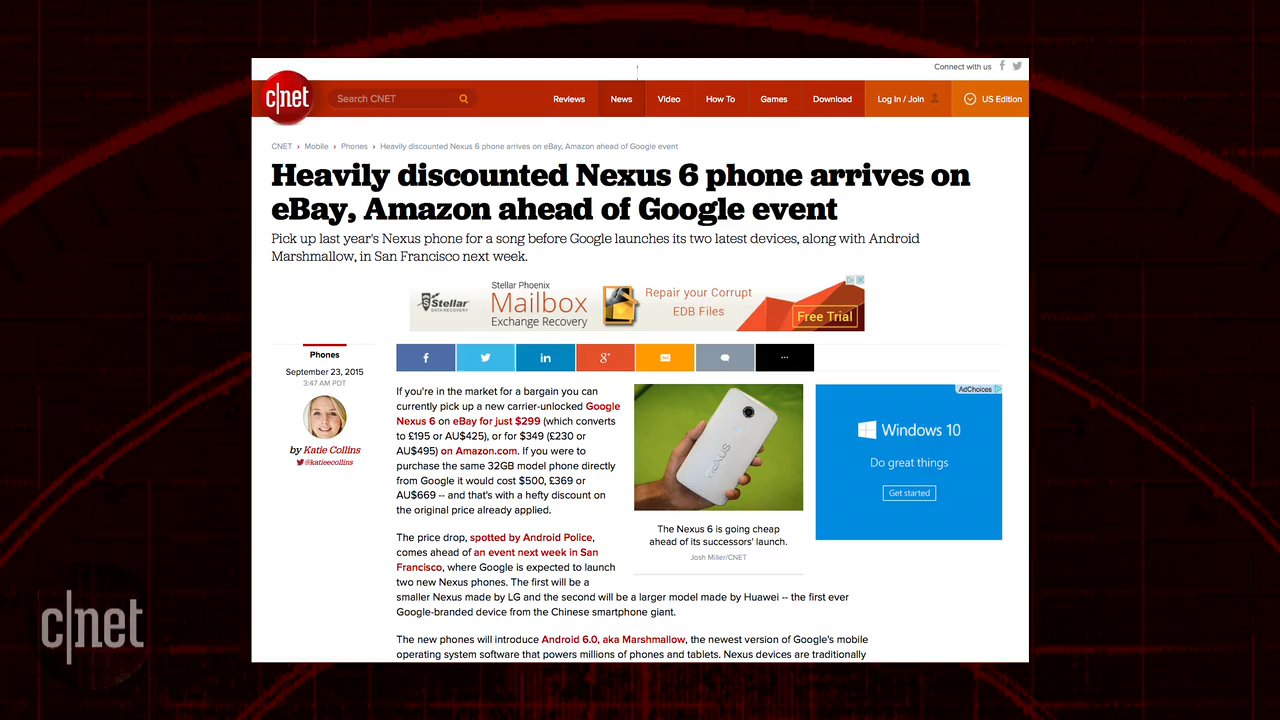 Connect with us
c|net
Search CNET
Reviews
News
Video
How To
Games
Download
Log In / Join
US Edition
CNET › Mobile › Phones › Heavily discounted Nexus 6 phone arrives on eBay, Amazon ahead of Google event
Heavily discounted Nexus 6 phone arrives on
eBay, Amazon ahead of Google event
Pick up last year's Nexus phone for a song before Google launches its two latest devices, along with Android
Marshmallow, in San Francisco next week.
Stellar
DATA RECOVERY
Stellar Phoenix
Mailbox
Exchange Recovery
Repair your Corrupt
EDB Files
Free Trial
Phones
September 23, 2015
3:47 AM PDT
by Katie Collins
@katieecollins
If you're in the market for a bargain you can
currently pick up a new carrier-unlocked Google
Nexus 6 on eBay for just $299 (which converts
to £195 or AU$425), or for $349 (£230 or
AU$495) on Amazon.com. If you were to
purchase the same 32GB model phone directly
from Google it would cost $500, £369 or
AU$669 -- and that's with a hefty discount on
the original price already applied.
The price drop, spotted by Android Police,
comes ahead of an event next week in San
Francisco, where Google is expected to launch
two new Nexus phones. The first will be a
smaller Nexus made by LG and the second will be a larger model made by Huawei -- the first ever
Google-branded device from the Chinese smartphone giant.
The new phones will introduce Android 6.0, aka Marshmallow, the newest version of Google's mobile
operating system software that powers millions of phones and tablets. Nexus devices are traditionally
nexus
The Nexus 6 is going cheap
ahead of its successors' launch.
Josh Miller/CNET
AdChoices
Windows 10
Do great things
Get started
c|net